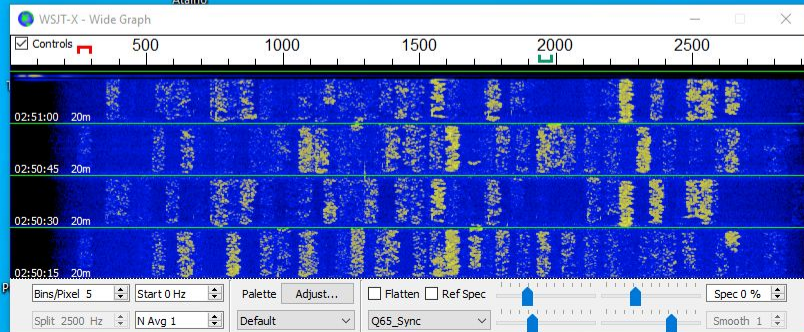 WSJT-X - Wide Graph
Controls 500 1000 1500 2000 2500
02:51:00 20m
02:50:45 20m
02:50:30 20m
02:50:15 20m
Bins/Pixel 5 Start 0 Hz Palette Adjust... Flatten Ref Spec Spec 0 %
Split 2500 Hz N Avg 1 Default Q65_Sync Smooth 1